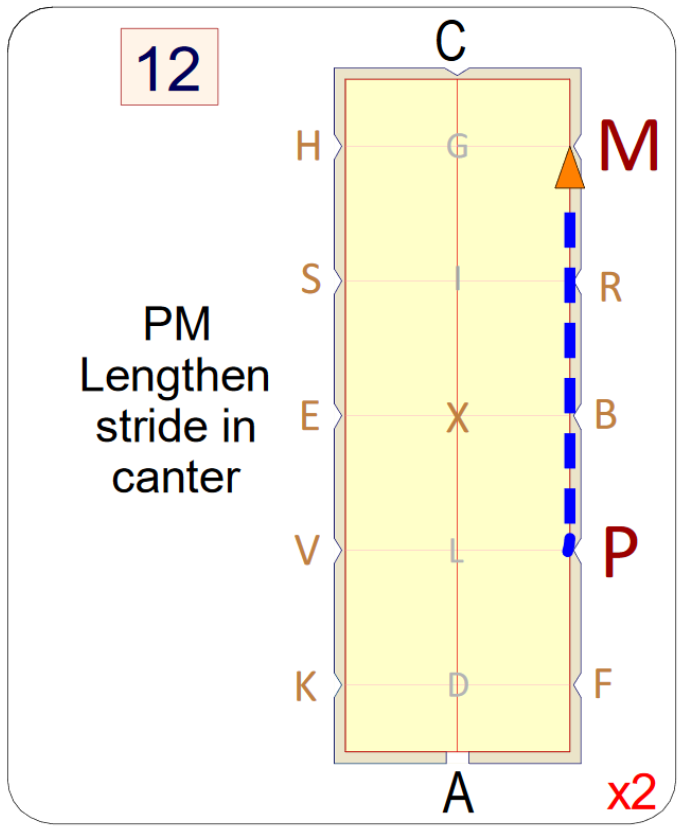 12
C
H G M
S I R
PM
Lengthen
stride in
canter
E X B
V L P
K D F
A
x2